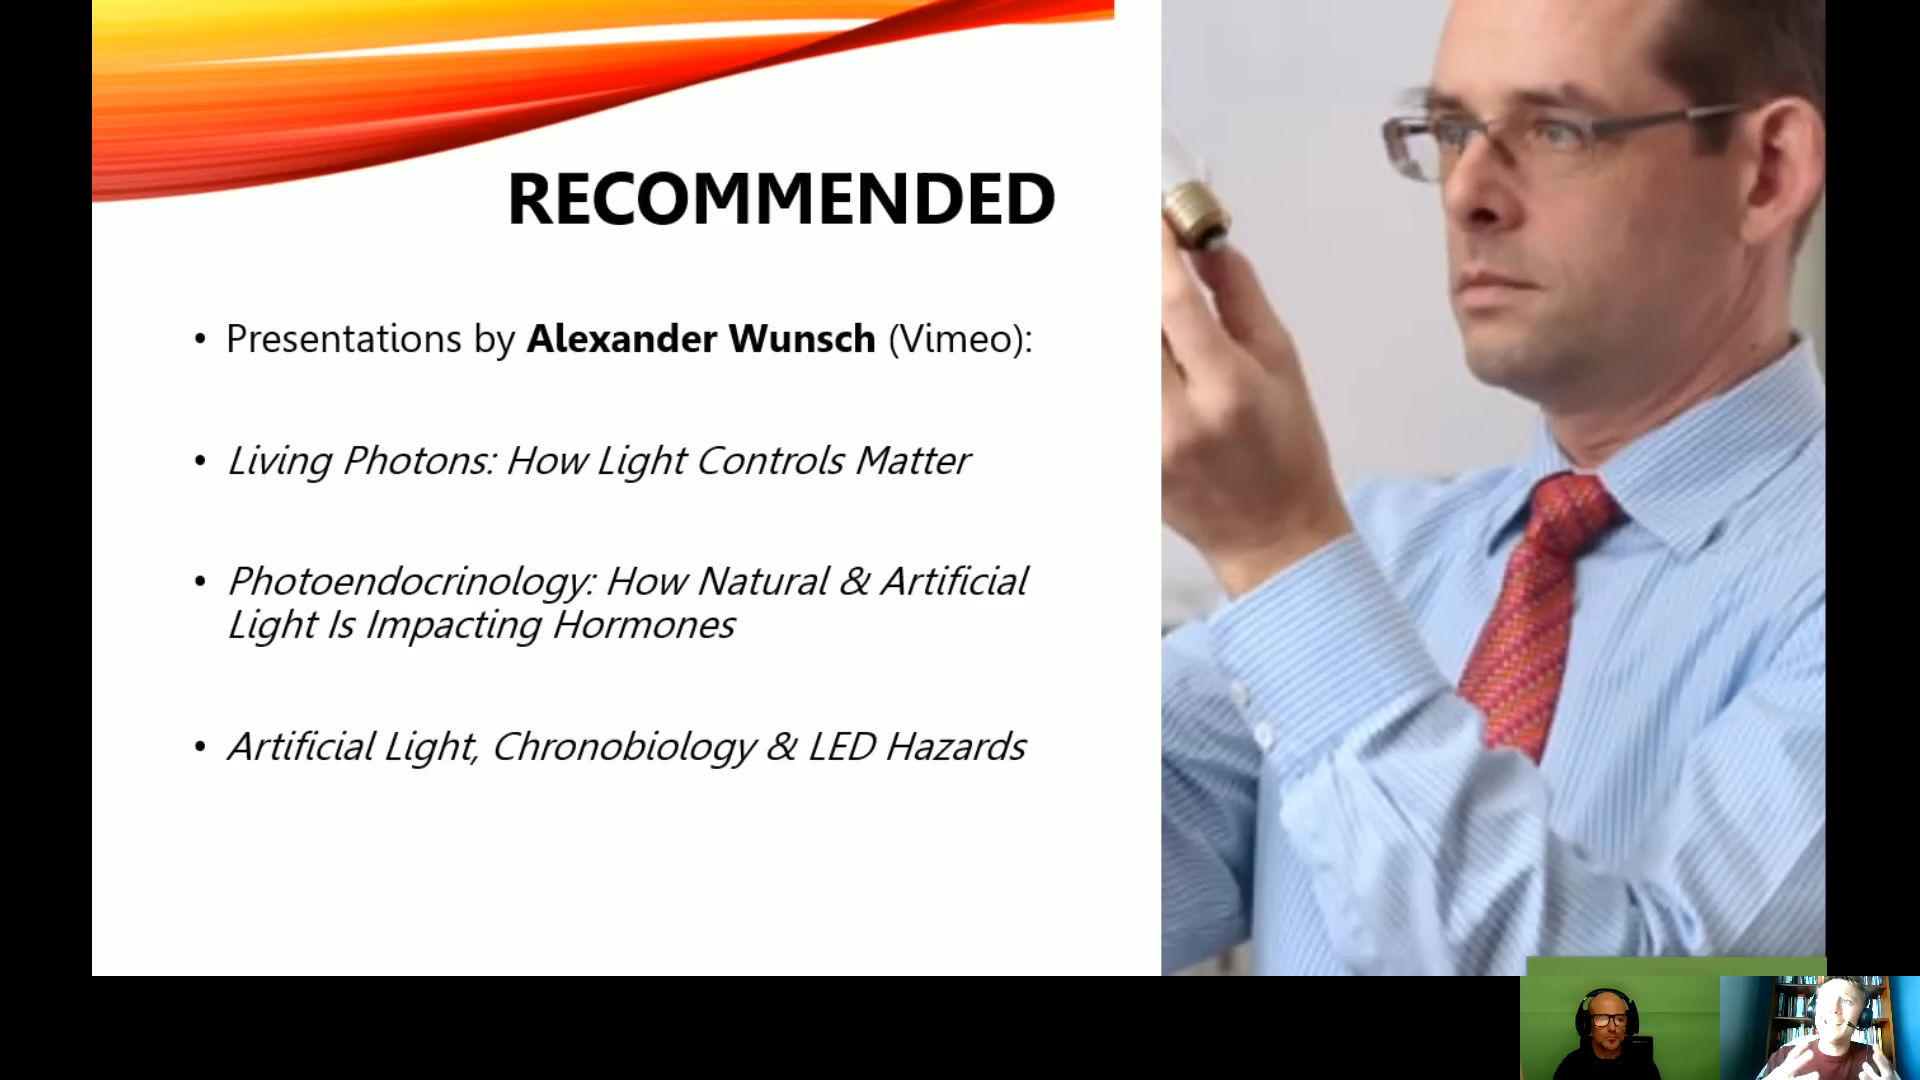 RECOMMENDED
• Presentations by Alexander Wunsch (Vimeo):
• Living Photons: How Light Controls Matter
• Photoendocrinology: How Natural & Artificial
Light Is Impacting Hormones
• Artificial Light, Chronobiology & LED Hazards